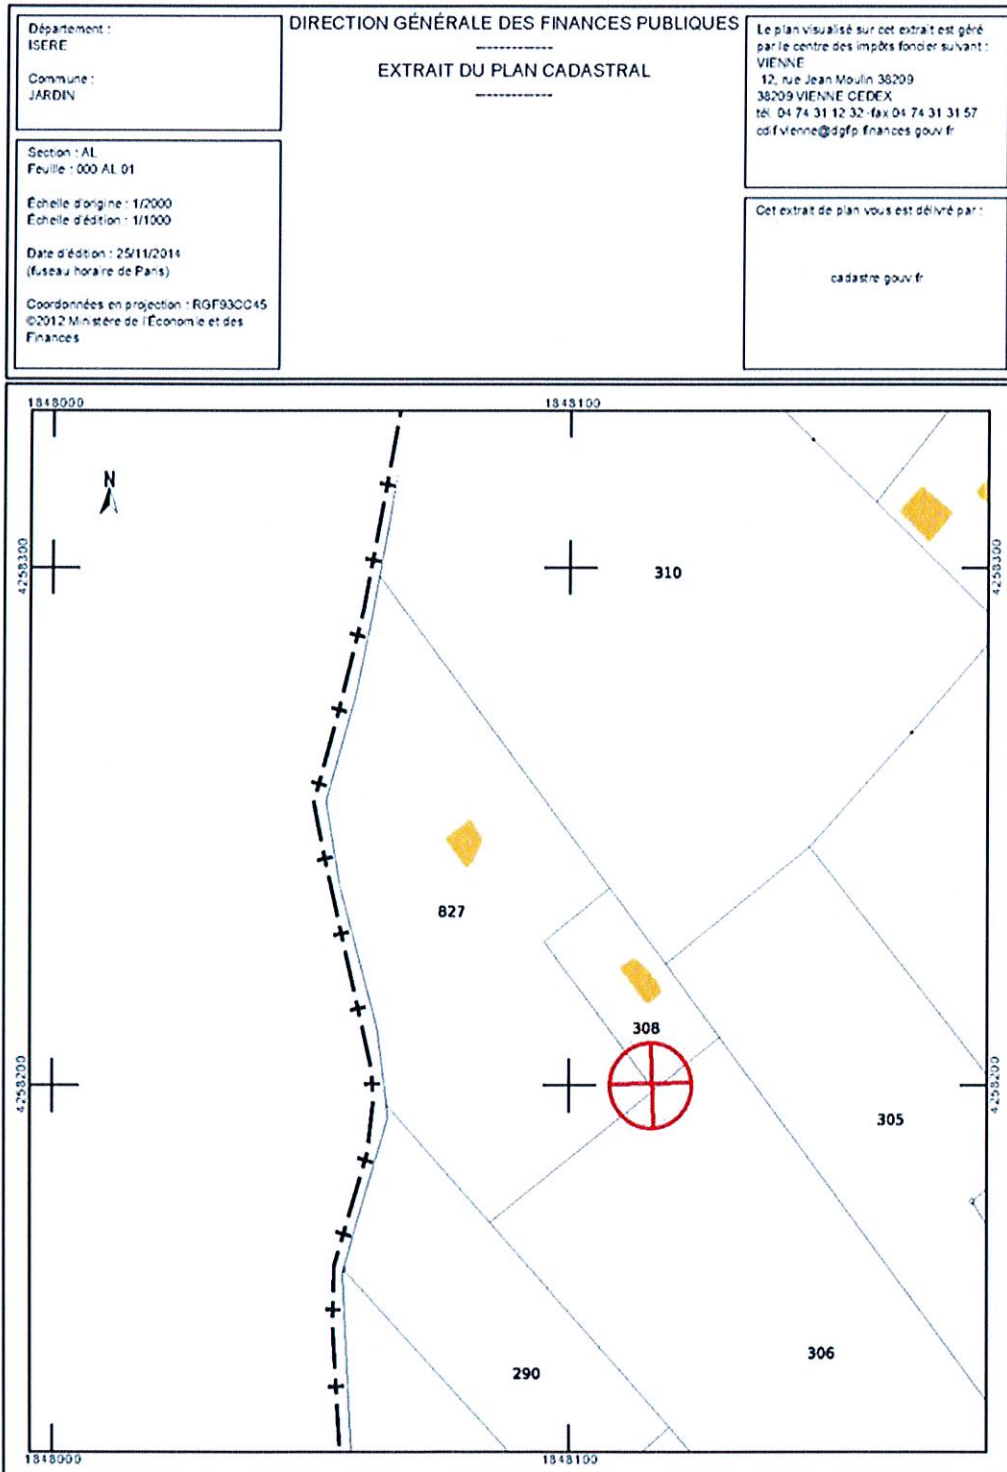 Département :
ISERE
Commune :
JARDIN
Section : AL
Feuille : 000 AL 01
Échelle d'origine : 1/2000
Échelle d'édition : 1/1000
Date d'édition : 25/11/2014
(fuseau horaire de Paris)
Coordonnées en projection : RGF93CC45
©2012 Ministère de l'Économie et des
Finances
DIRECTION GÉNÉRALE DES FINANCES PUBLIQUES
EXTRAIT DU PLAN CADASTRAL
Le plan visualisé sur cet extrait est géré
par le centre des impôts foncier suivant :
VIENNE
12, rue Jean Moulin 38209
38209 VIENNE CEDEX
tél. 04 74 31 12 32 -fax 04 74 31 31 57
cdif.vienne@dgfip.finances.gouv.fr
Cet extrait de plan vous est délivré par :
cadastre.gouv.fr
1848000
1848100
N
4258300
310
4258300
827
308
4258200
4258200
305
306
290
1848000
1848100